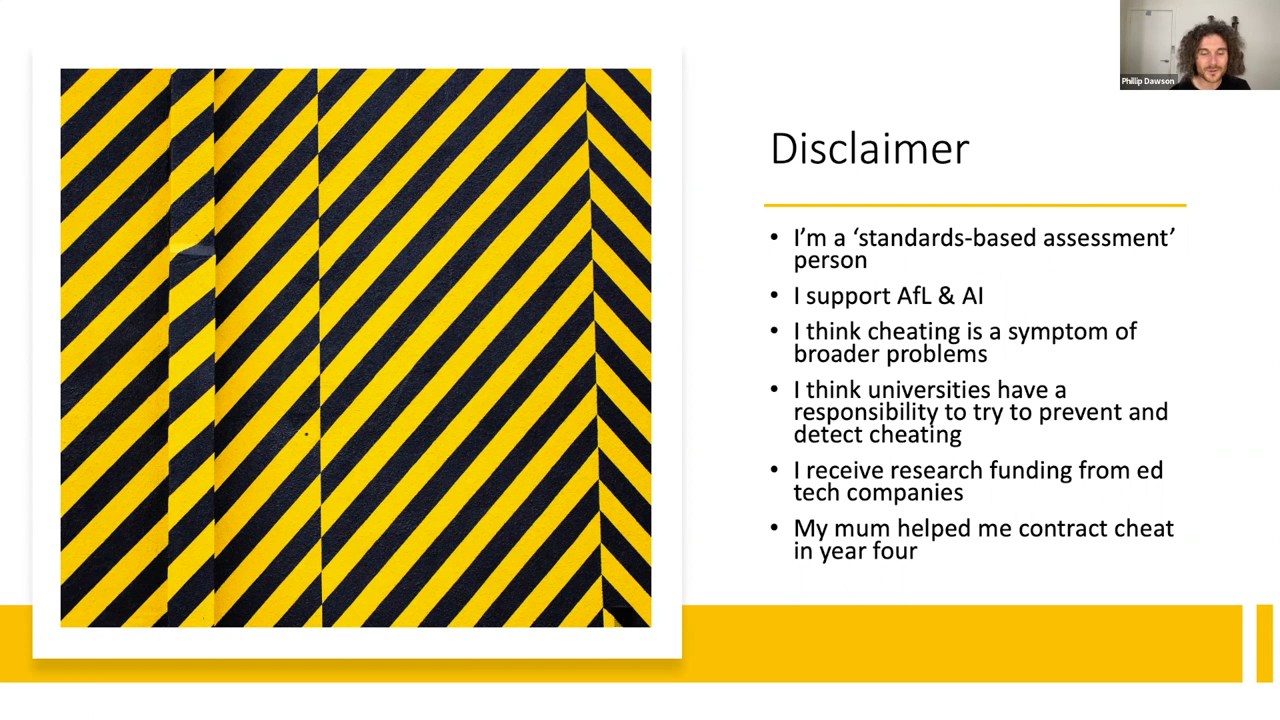 Phillip Dawson
Disclaimer
• I’m a ‘standards-based assessment’
person
• I support AfL & AI
• I think cheating is a symptom of
broader problems
• I think universities have a
responsibility to try to prevent and
detect cheating
• I receive research funding from ed
tech companies
• My mum helped me contract cheat
in year four